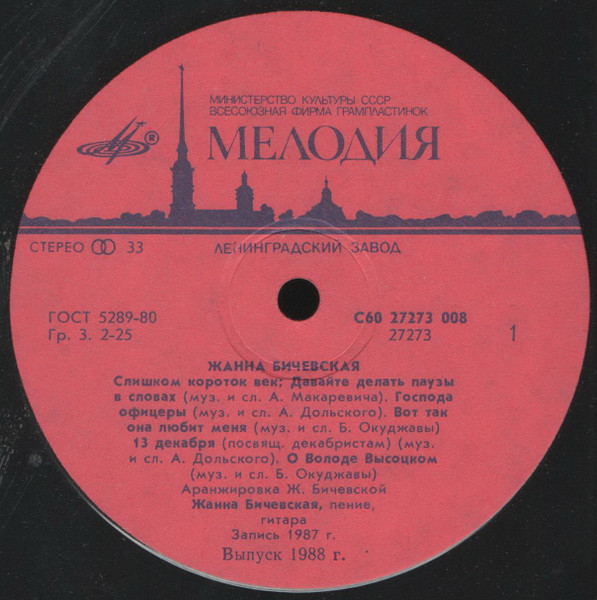 МИНИСТЕРСТВО КУЛЬТУРЫ СССР
ВСЕСОЮЗНАЯ ФИРМА ГРАМПЛАСТИНОК
®
МЕЛОДИЯ
СТЕРЕО 33
ЛЕНИНГРАДСКИЙ ЗАВОД
ГОСТ 5289-80
Гр. 3. 2-25
С60 27273 008
27273
1
ЖАННА БИЧЕВСКАЯ
Слишком короток век; Давайте делать паузы
в словах (муз. и сл. А. Макаревича). Господа
офицеры (муз. и сл. А. Дольского). Вот так
она любит меня (муз. и сл. Б. Окуджавы)
13 декабря (посвящ. декабристам) (муз.
и сл. А. Дольского). О Володе Высоцком
(муз. и сл. Б. Окуджавы)
Аранжировка Ж. Бичевской
Жанна Бичевская, пение,
гитара
Запись 1987 г.
Выпуск 1988 г.